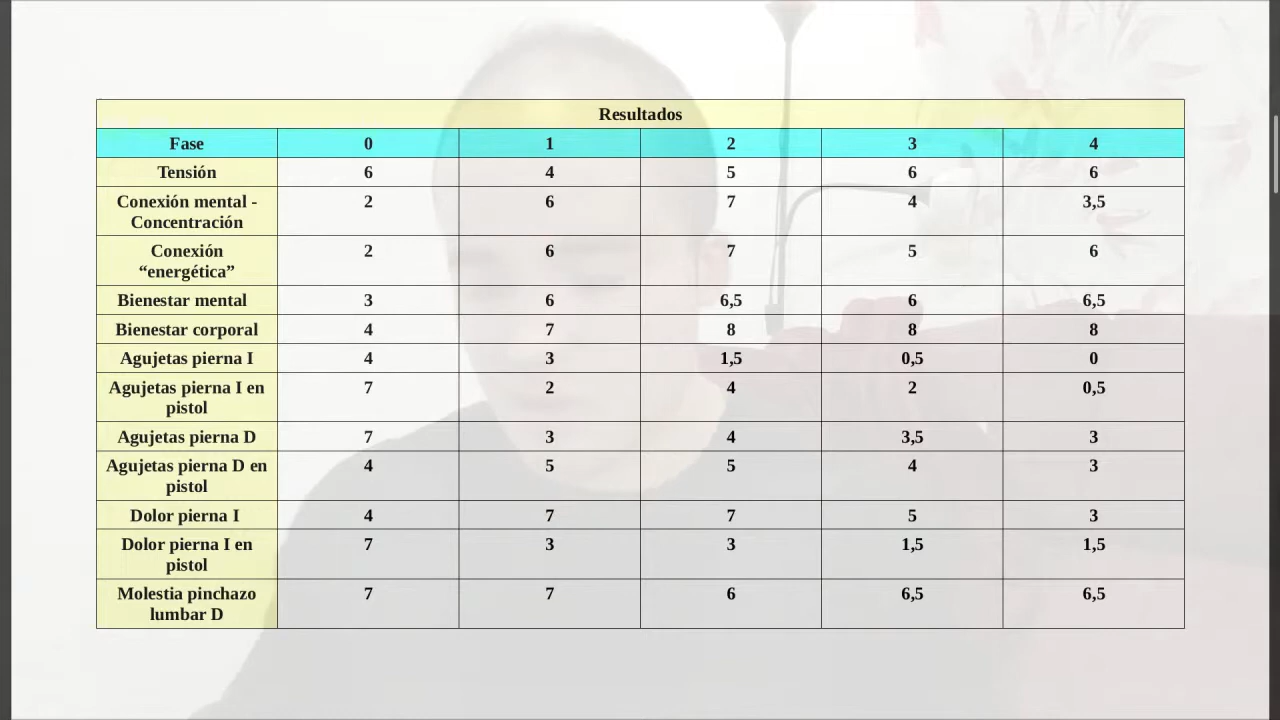 Resultados
Fase 0 1 2 3 4
Tensión 6 4 5 6 6
Conexión mental - 2 6 7 4 3,5
Concentración
Conexión 2 6 7 5 6
“energética”
Bienestar mental 3 6 6,5 6 6,5
Bienestar corporal 4 7 8 8 8
Agujetas pierna I 4 3 1,5 0,5 0
Agujetas pierna I en 7 2 4 2 0,5
pistol
Agujetas pierna D 7 3 4 3,5 3
Agujetas pierna D en 4 5 5 4 3
pistol
Dolor pierna I 4 7 7 5 3
Dolor pierna I en 7 3 3 1,5 1,5
pistol
Molestia pinchazo 7 7 6 6,5 6,5
lumbar D